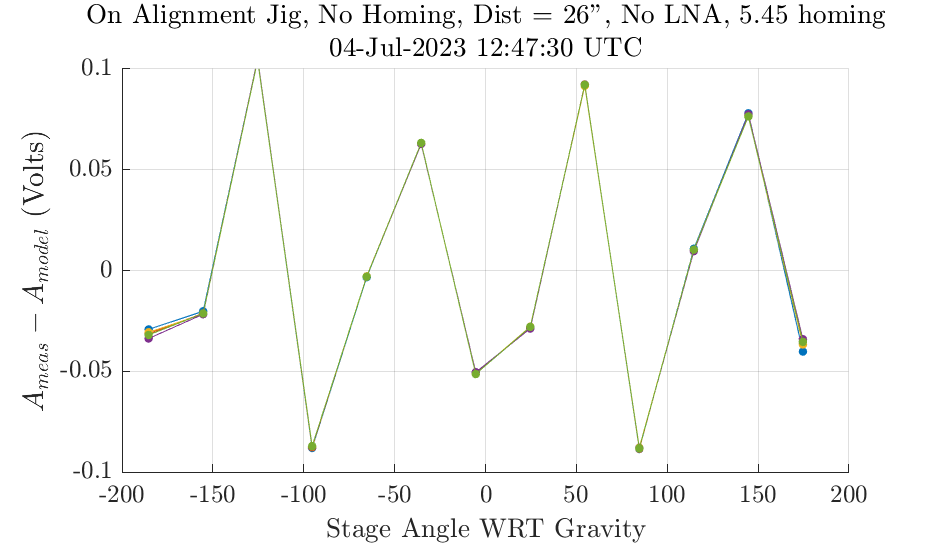 On Alignment Jig, No Homing, Dist = 26”, No LNA, 5.45 homing
04-Jul-2023 12:47:30 UTC
0.1
0.05
0
-0.05
-0.1
A_meas − A_model (Volts)
-200 -150 -100 -50 0 50 100 150 200
Stage Angle WRT Gravity